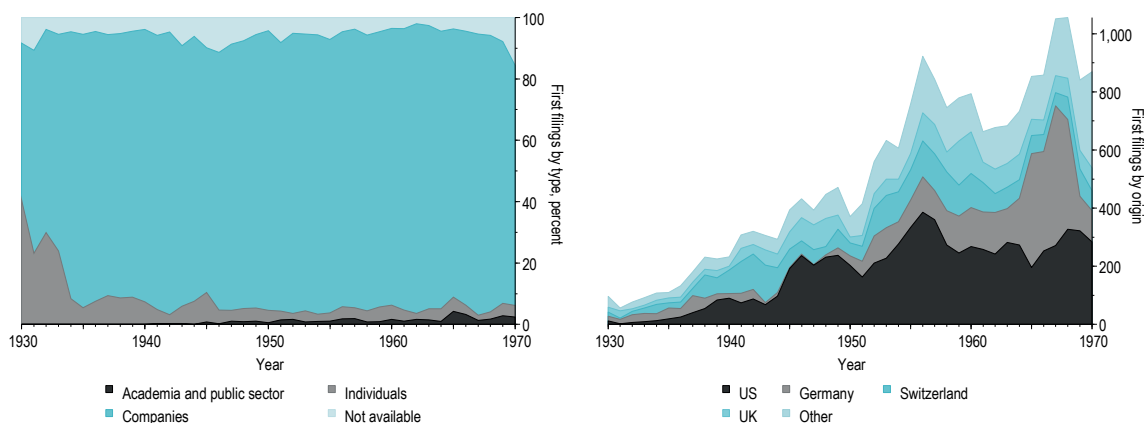 100
80
60
40
20
0
First filings by type, percent
1930 1940 1950 1960 1970
Year
Academia and public sector Individuals
Companies Not available
1,000
800
600
400
200
0
First filings by origin
1930 1940 1950 1960 1970
Year
US Germany Switzerland
UK Other